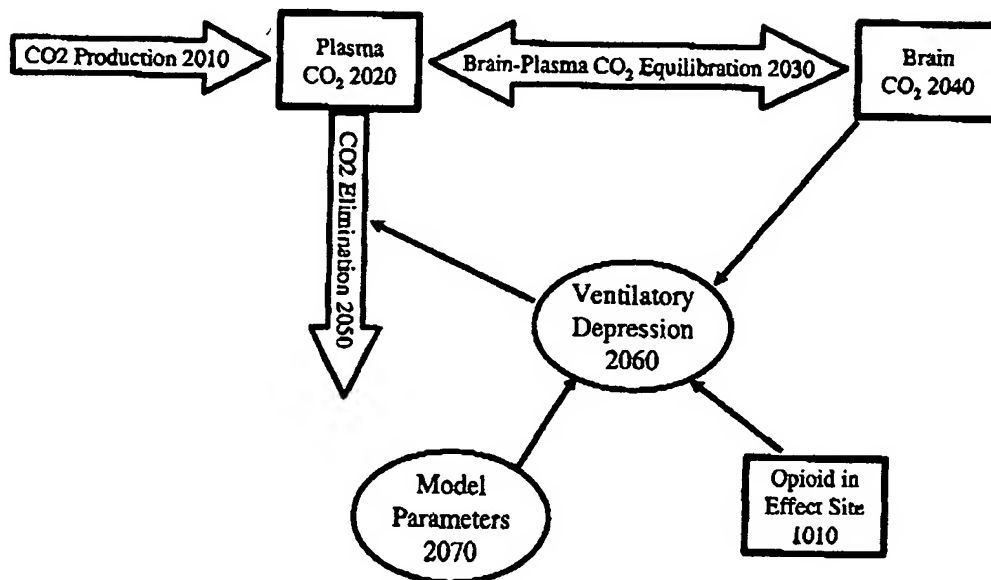 CO2 Production 2010
Plasma
CO₂ 2020
Brain-Plasma CO₂ Equilibration 2030
Brain
CO₂ 2040
CO2 Elimination 2050
Ventilatory
Depression
2060
Model
Parameters
2070
Opioid in
Effect Site
1010